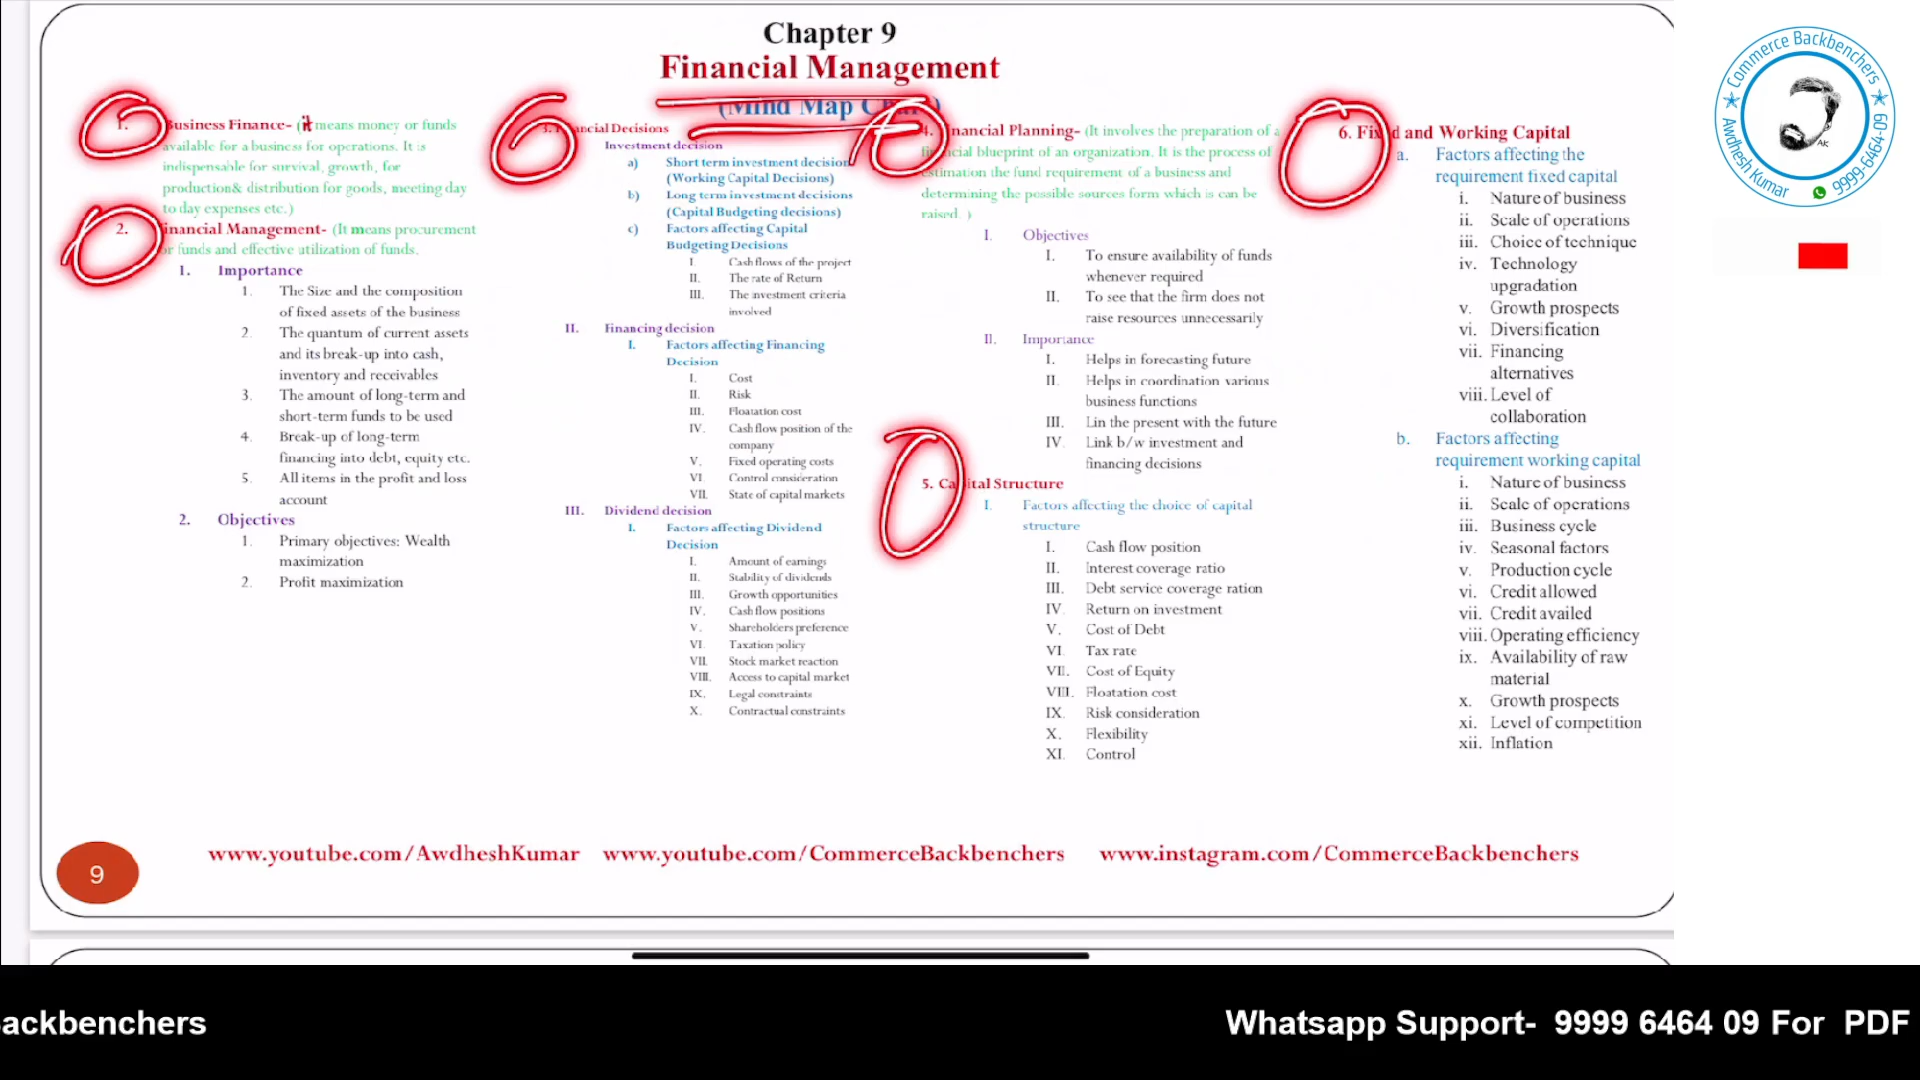 Chapter 9
Financial Management
(Mind Map
1.
Business Finance- (it means money or funds
available for a business for operations. It is
indispensable for survival, growth, for
production& distribution for goods, meeting day
to day expenses etc.)
2.
Financial Management- (It means procurement
or funds and effective utilization of funds.
1. Importance
1. The Size and the composition
of fixed assets of the business
2. The quantum of current assets
and its break-up into cash,
inventory and receivables
3. The amount of long-term and
short-term funds to be used
4. Break-up of long-term
financing into debt, equity etc.
5. All items in the profit and loss
account
2. Objectives
1. Primary objectives: Wealth
maximization
2. Profit maximization
3. Financial Decisions
Investment decision
a) Short term investment decision
(Working Capital Decisions)
b) Long term investment decisions
(Capital Budgeting decisions)
c) Factors affecting Capital
Budgeting Decisions
I. Cash flows of the project
II. The rate of Return
III. The investment criteria
involved
II. Financing decision
I. Factors affecting Financing
Decision
I. Cost
II. Risk
III. Floatation cost
IV. Cash flow position of the
company
V. Fixed operating costs
VI. Control consideration
VII. State of capital markets
III. Dividend decision
I. Factors affecting Dividend
Decision
I. Amount of earnings
II. Stability of dividends
III. Growth opportunities
IV. Cash flow positions
V. Shareholders preference
VI. Taxation policy
VII. Stock market reaction
VIII. Access to capital market
IX. Legal constraints
X. Contractual constraints
4. Financial Planning- (It involves the preparation of a
financial blueprint of an organization. It is the process of
estimation the fund requirement of a business and
determining the possible sources form which is can be
raised. )
I. Objectives
I. To ensure availability of funds
whenever required
II. To see that the firm does not
raise resources unnecessarily
II. Importance
I. Helps in forecasting future
II. Helps in coordination various
business functions
III. Lin the present with the future
IV. Link b/w investment and
financing decisions
5. Capital Structure
I. Factors affecting the choice of capital
structure
I. Cash flow position
II. Interest coverage ratio
III. Debt service coverage ration
IV. Return on investment
V. Cost of Debt
VI. Tax rate
VII. Cost of Equity
VIII. Floatation cost
IX. Risk consideration
X. Flexibility
XI. Control
6. Fixed and Working Capital
a. Factors affecting the
requirement fixed capital
i. Nature of business
ii. Scale of operations
iii. Choice of technique
iv. Technology
upgradation
v. Growth prospects
vi. Diversification
vii. Financing
alternatives
viii. Level of
collaboration
b. Factors affecting
requirement working capital
i. Nature of business
ii. Scale of operations
iii. Business cycle
iv. Seasonal factors
v. Production cycle
vi. Credit allowed
vii. Credit availed
viii. Operating efficiency
ix. Availability of raw
material
x. Growth prospects
xi. Level of competition
xii. Inflation
Commerce Backbenchers
Awdhesh Kumar
9999-6464-09
AK
9
www.youtube.com/AwdheshKumar www.youtube.com/CommerceBackbenchers www.instagram.com/CommerceBackbenchers
ackbenchers
Whatsapp Support- 9999 6464 09 For PDF